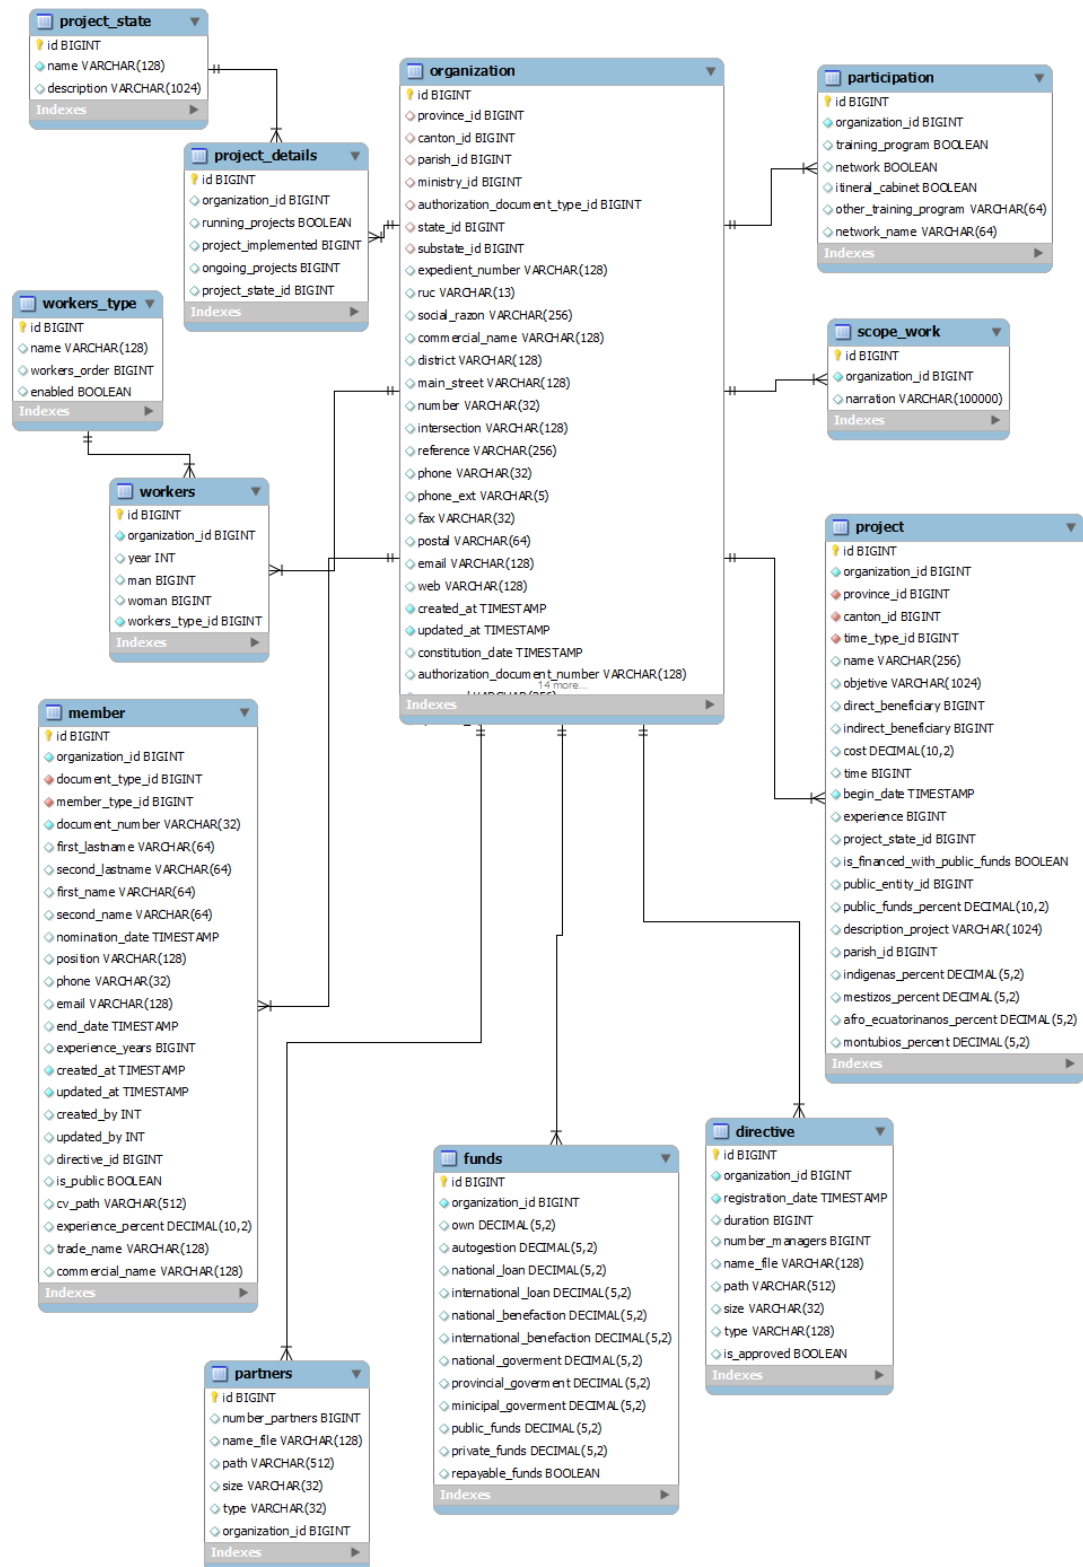 project_state
id BIGINT
name VARCHAR(128)
description VARCHAR(1024)
Indexes
project_details
id BIGINT
organization_id BIGINT
running_projects BOOLEAN
project_implemented BIGINT
ongoing_projects BIGINT
project_state_id BIGINT
Indexes
workers_type
id BIGINT
name VARCHAR(128)
workers_order BIGINT
enabled BOOLEAN
Indexes
workers
id BIGINT
organization_id BIGINT
year INT
man BIGINT
woman BIGINT
workers_type_id BIGINT
Indexes
member
id BIGINT
organization_id BIGINT
document_type_id BIGINT
member_type_id BIGINT
document_number VARCHAR(32)
first_lastname VARCHAR(64)
second_lastname VARCHAR(64)
first_name VARCHAR(64)
second_name VARCHAR(64)
nomination_date TIMESTAMP
position VARCHAR(128)
phone VARCHAR(32)
email VARCHAR(128)
end_date TIMESTAMP
experience_years BIGINT
created_at TIMESTAMP
updated_at TIMESTAMP
created_by INT
updated_by INT
directive_id BIGINT
is_public BOOLEAN
cv_path VARCHAR(512)
experience_percent DECIMAL(10,2)
trade_name VARCHAR(128)
commercial_name VARCHAR(128)
Indexes
partners
id BIGINT
number_partners BIGINT
name_file VARCHAR(128)
path VARCHAR(512)
size VARCHAR(32)
type VARCHAR(32)
organization_id BIGINT
Indexes
organization
id BIGINT
province_id BIGINT
canton_id BIGINT
parish_id BIGINT
ministry_id BIGINT
authorization_document_type_id BIGINT
state_id BIGINT
substate_id BIGINT
expedient_number VARCHAR(128)
ruc VARCHAR(13)
social_razon VARCHAR(256)
commercial_name VARCHAR(128)
district VARCHAR(128)
main_street VARCHAR(128)
number VARCHAR(32)
intersection VARCHAR(128)
reference VARCHAR(256)
phone VARCHAR(32)
phone_ext VARCHAR(5)
fax VARCHAR(32)
postal VARCHAR(64)
email VARCHAR(128)
web VARCHAR(128)
created_at TIMESTAMP
updated_at TIMESTAMP
constitution_date TIMESTAMP
authorization_document_number VARCHAR(128)
14 more...
Indexes
funds
id BIGINT
organization_id BIGINT
own DECIMAL(5,2)
autogestion DECIMAL(5,2)
national_loan DECIMAL(5,2)
international_loan DECIMAL(5,2)
national_benefaction DECIMAL(5,2)
international_benefaction DECIMAL(5,2)
national_goverment DECIMAL(5,2)
provincial_goverment DECIMAL(5,2)
minicipal_goverment DECIMAL(5,2)
public_funds DECIMAL(5,2)
private_funds DECIMAL(5,2)
repayable_funds BOOLEAN
Indexes
participation
id BIGINT
organization_id BIGINT
training_program BOOLEAN
network BOOLEAN
itineral_cabinet BOOLEAN
other_training_program VARCHAR(64)
network_name VARCHAR(64)
Indexes
scope_work
id BIGINT
organization_id BIGINT
narration VARCHAR(100000)
Indexes
project
id BIGINT
organization_id BIGINT
province_id BIGINT
canton_id BIGINT
time_type_id BIGINT
name VARCHAR(256)
objetive VARCHAR(1024)
direct_beneficiary BIGINT
indirect_beneficiary BIGINT
cost DECIMAL(10,2)
time BIGINT
begin_date TIMESTAMP
experience BIGINT
project_state_id BIGINT
is_financed_with_public_funds BOOLEAN
public_entity_id BIGINT
public_funds_percent DECIMAL(10,2)
description_project VARCHAR(1024)
parish_id BIGINT
indigenas_percent DECIMAL(5,2)
mestizos_percent DECIMAL(5,2)
afro_ecuatorinanos_percent DECIMAL(5,2)
montubios_percent DECIMAL(5,2)
Indexes
directive
id BIGINT
organization_id BIGINT
registration_date TIMESTAMP
duration BIGINT
number_managers BIGINT
name_file VARCHAR(128)
path VARCHAR(512)
size VARCHAR(32)
type VARCHAR(128)
is_approved BOOLEAN
Indexes